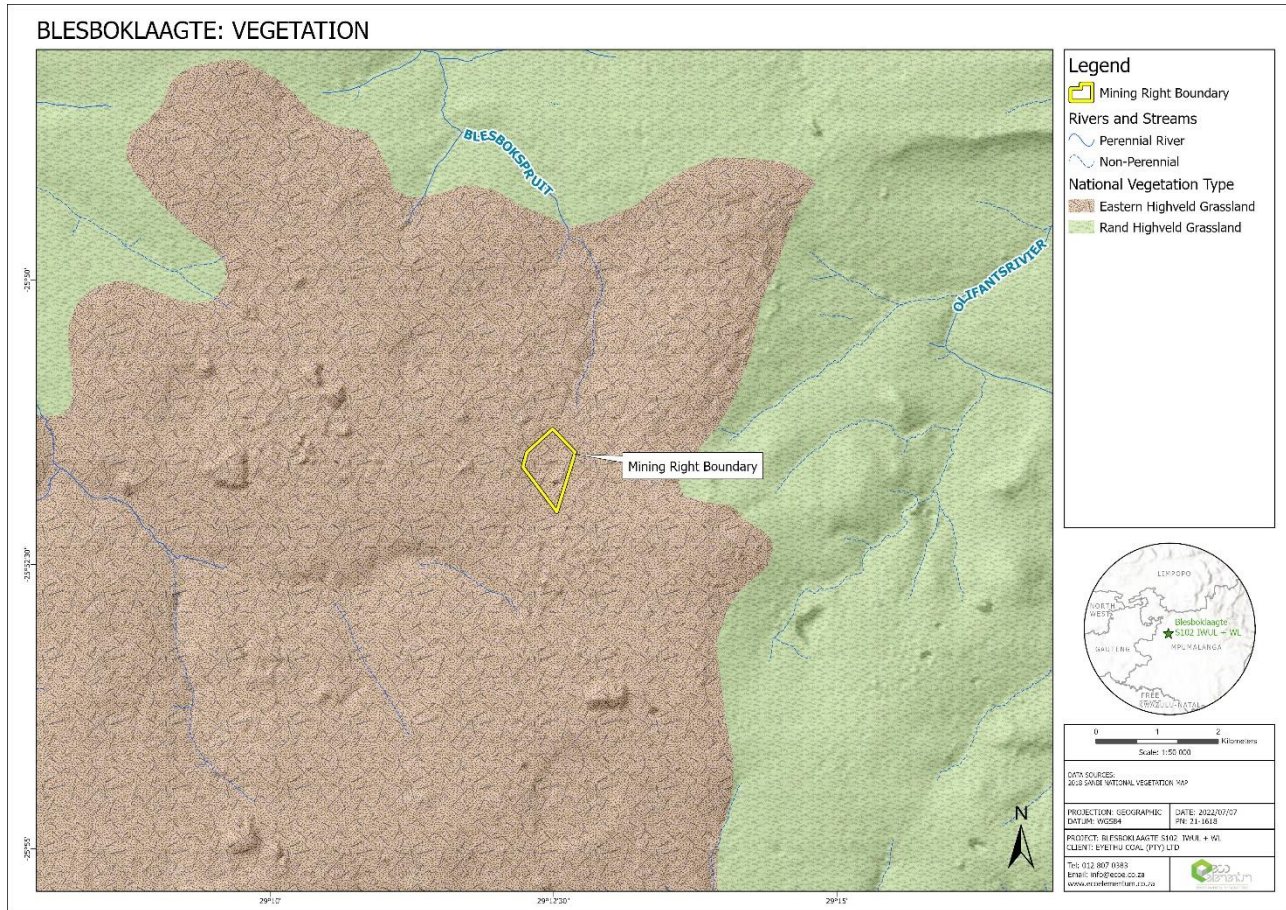 BLESBOKLAAGTE: VEGETATION
BLESBOKSPRUIT
OLIFANTSRIVIER
Mining Right Boundary
-25°50'
-25°52'30"
-25°55'
29°10'
29°12'30"
29°15'
Legend
Mining Right Boundary
Rivers and Streams
Perennial River
Non-Perennial
National Vegetation Type
Eastern Highveld Grassland
Rand Highveld Grassland
LIMPOPO
NORTH
WEST
Blesboklaagte
S102 IWUL + WL
GAUTENG
MPUMALANGA
FREE
KWAZULU-NATAL
0 1 2
Kilometers
Scale: 1:50 000
DATA SOURCES:
2018 SANBI NATIONAL VEGETATION MAP
PROJECTION: GEOGRAPHIC
DATUM: WGS84
DATE: 2022/07/07
PN: 21-1618
PROJECT: BLESBOKLAAGTE S102 IWUL + WL
CLIENT: EYETHU COAL (PTY) LTD
Tel: 012 807 0383
Email: info@ecoe.co.za
www.ecoelementum.co.za
eco
elementum
N